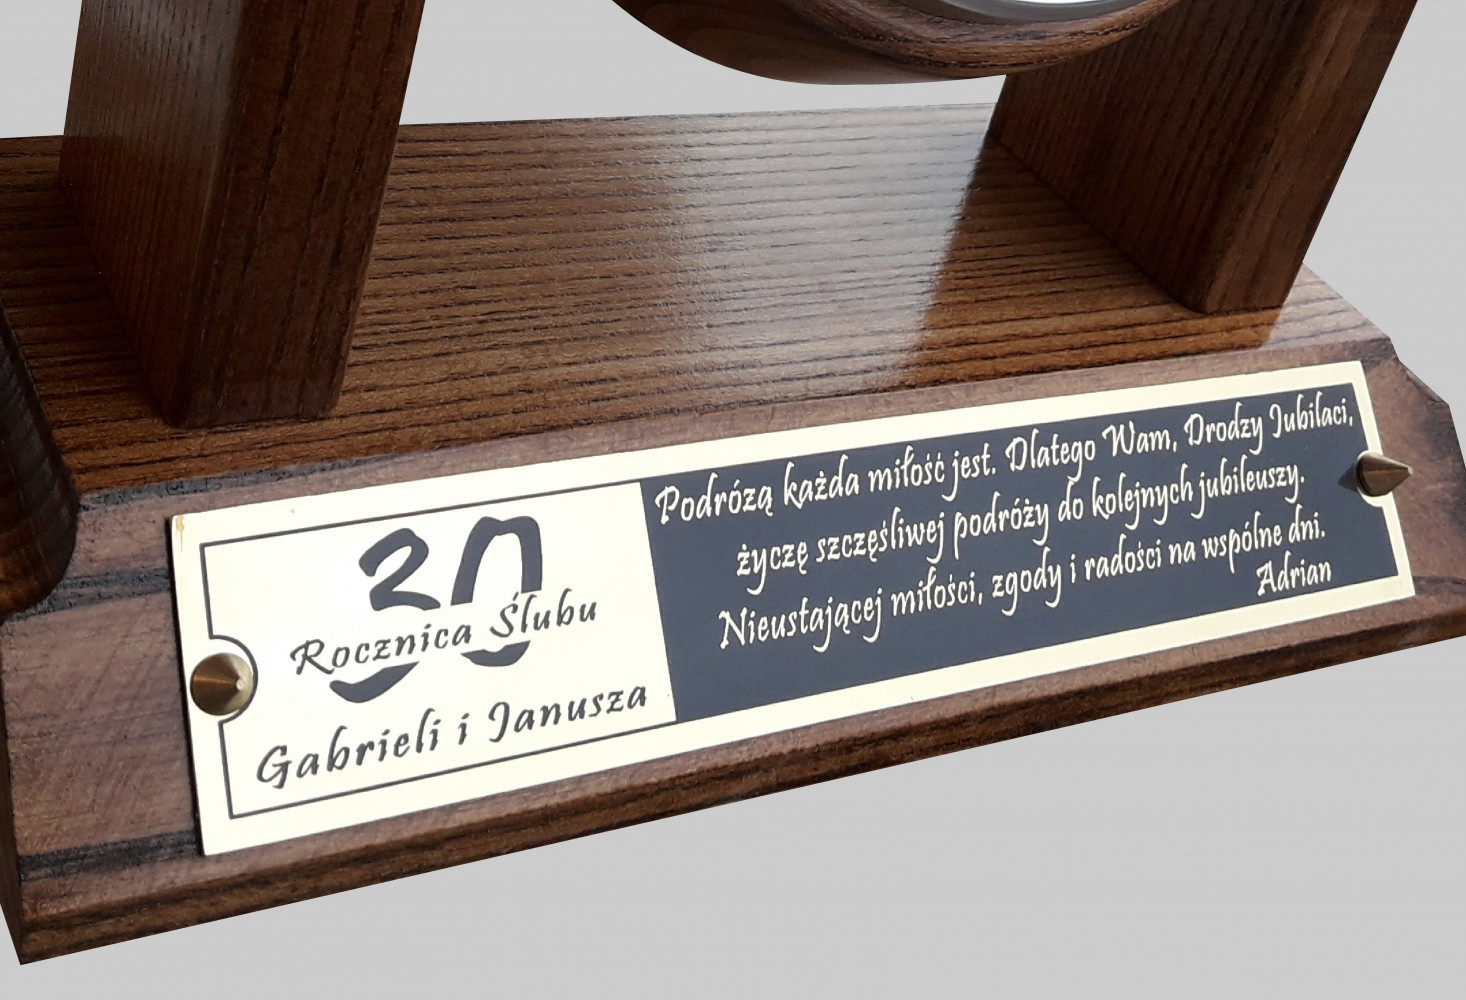 30
Rocznica Ślubu
Gabrieli i Janusza
Podrózą każda miłość jest. Dlatego Wam, Drodzy Jubilaci,
życzę szczęśliwej podróży do kolejnych jubileuszy.
Nieustającej miłości, zgody i radości na wspólne dni.
Adrian